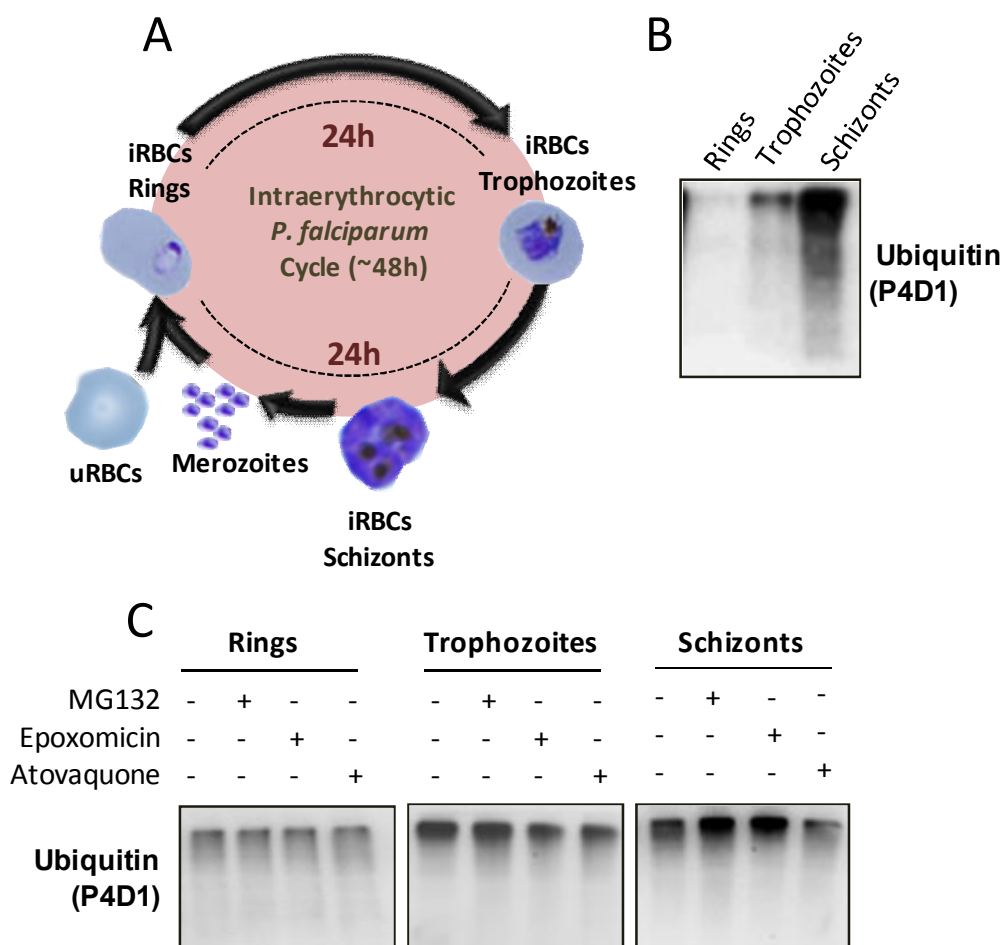 A
24h
iRBCs
Rings
iRBCs
Trophozoites
Intraerythrocytic
P. falciparum
Cycle (~48h)
24h
uRBCs
Merozoites
iRBCs
Schizonts
B
Rings
Trophozoites
Schizonts
Ubiquitin
(P4D1)
C
Rings Trophozoites Schizonts
MG132 - + - - - + - - - + - -
Epoxomicin - - + - - - + - - - + -
Atovaquone - - - + - - - + - - - +
Ubiquitin
(P4D1)